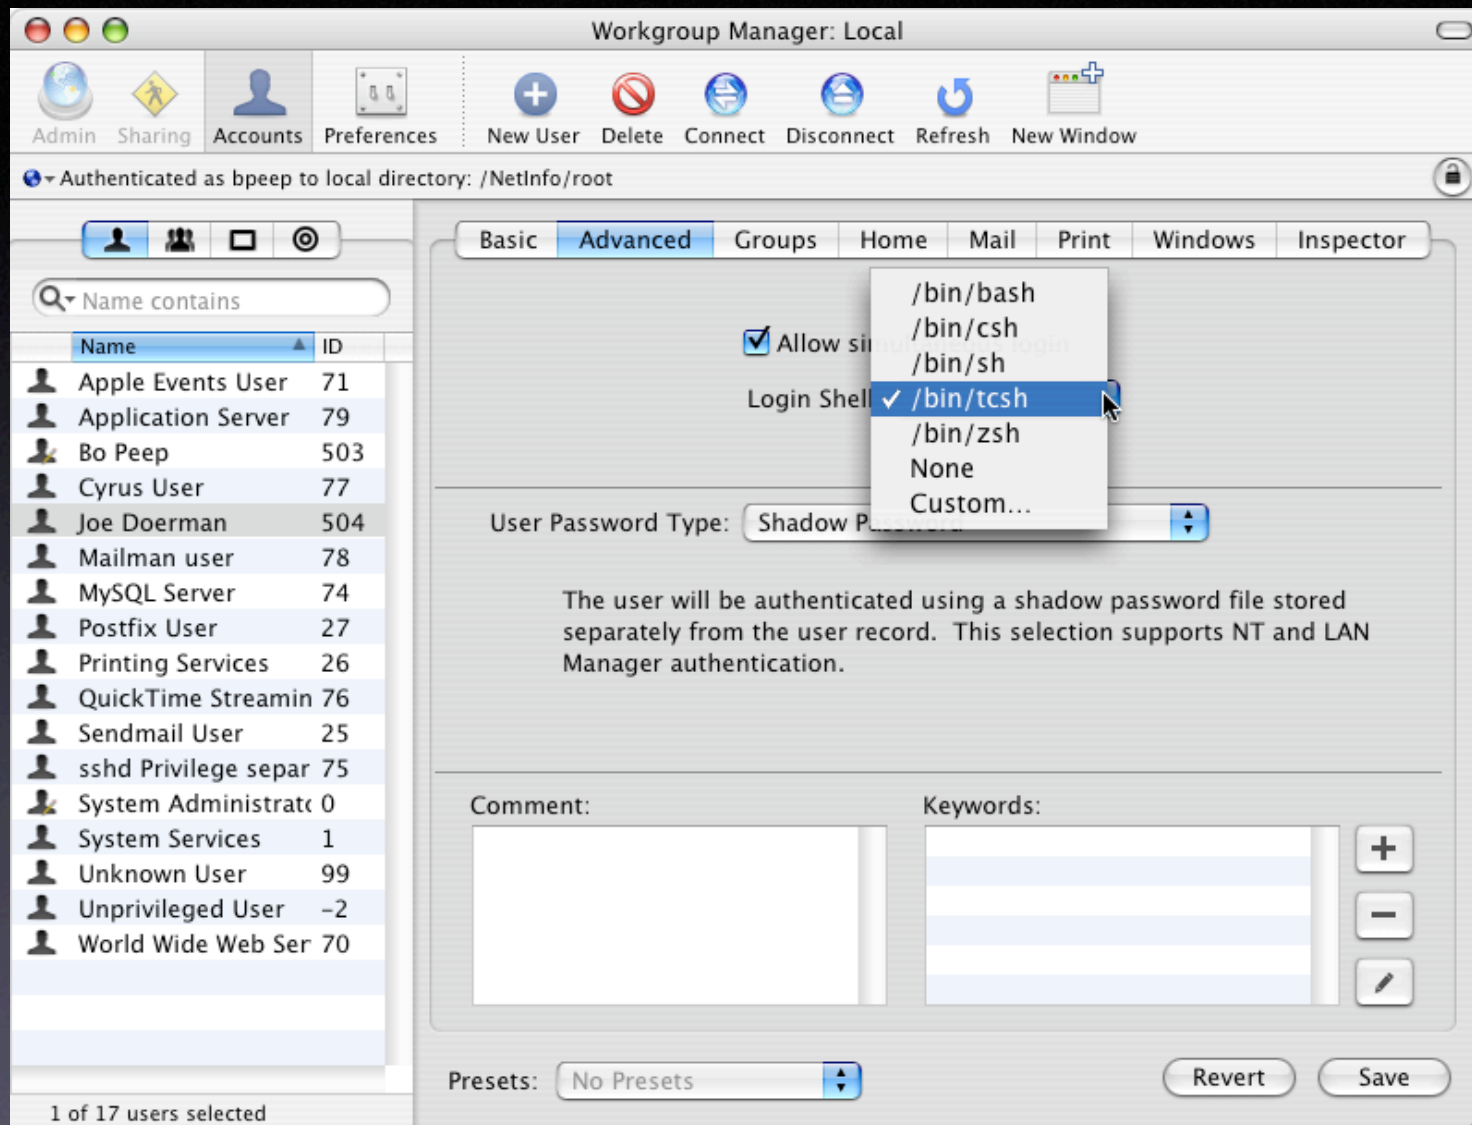 Workgroup Manager: Local
Admin Sharing Accounts Preferences New User Delete Connect Disconnect Refresh New Window
Authenticated as bpeep to local directory: /NetInfo/root
Basic Advanced Groups Home Mail Print Windows Inspector
Name contains
Name ID
Apple Events User 71
Application Server 79
Bo Peep 503
Cyrus User 77
Joe Doerman 504
Mailman user 78
MySQL Server 74
Postfix User 27
Printing Services 26
QuickTime Streamin 76
Sendmail User 25
sshd Privilege separ 75
System Administratc 0
System Services 1
Unknown User 99
Unprivileged User -2
World Wide Web Ser 70
1 of 17 users selected
Allow simultaneous login
Login Shell
/bin/bash
/bin/csh
/bin/sh
✓ /bin/tcsh
/bin/zsh
None
Custom...
User Password Type: Shadow Password
The user will be authenticated using a shadow password file stored
separately from the user record. This selection supports NT and LAN
Manager authentication.
Comment: Keywords:
Presets: No Presets Revert Save